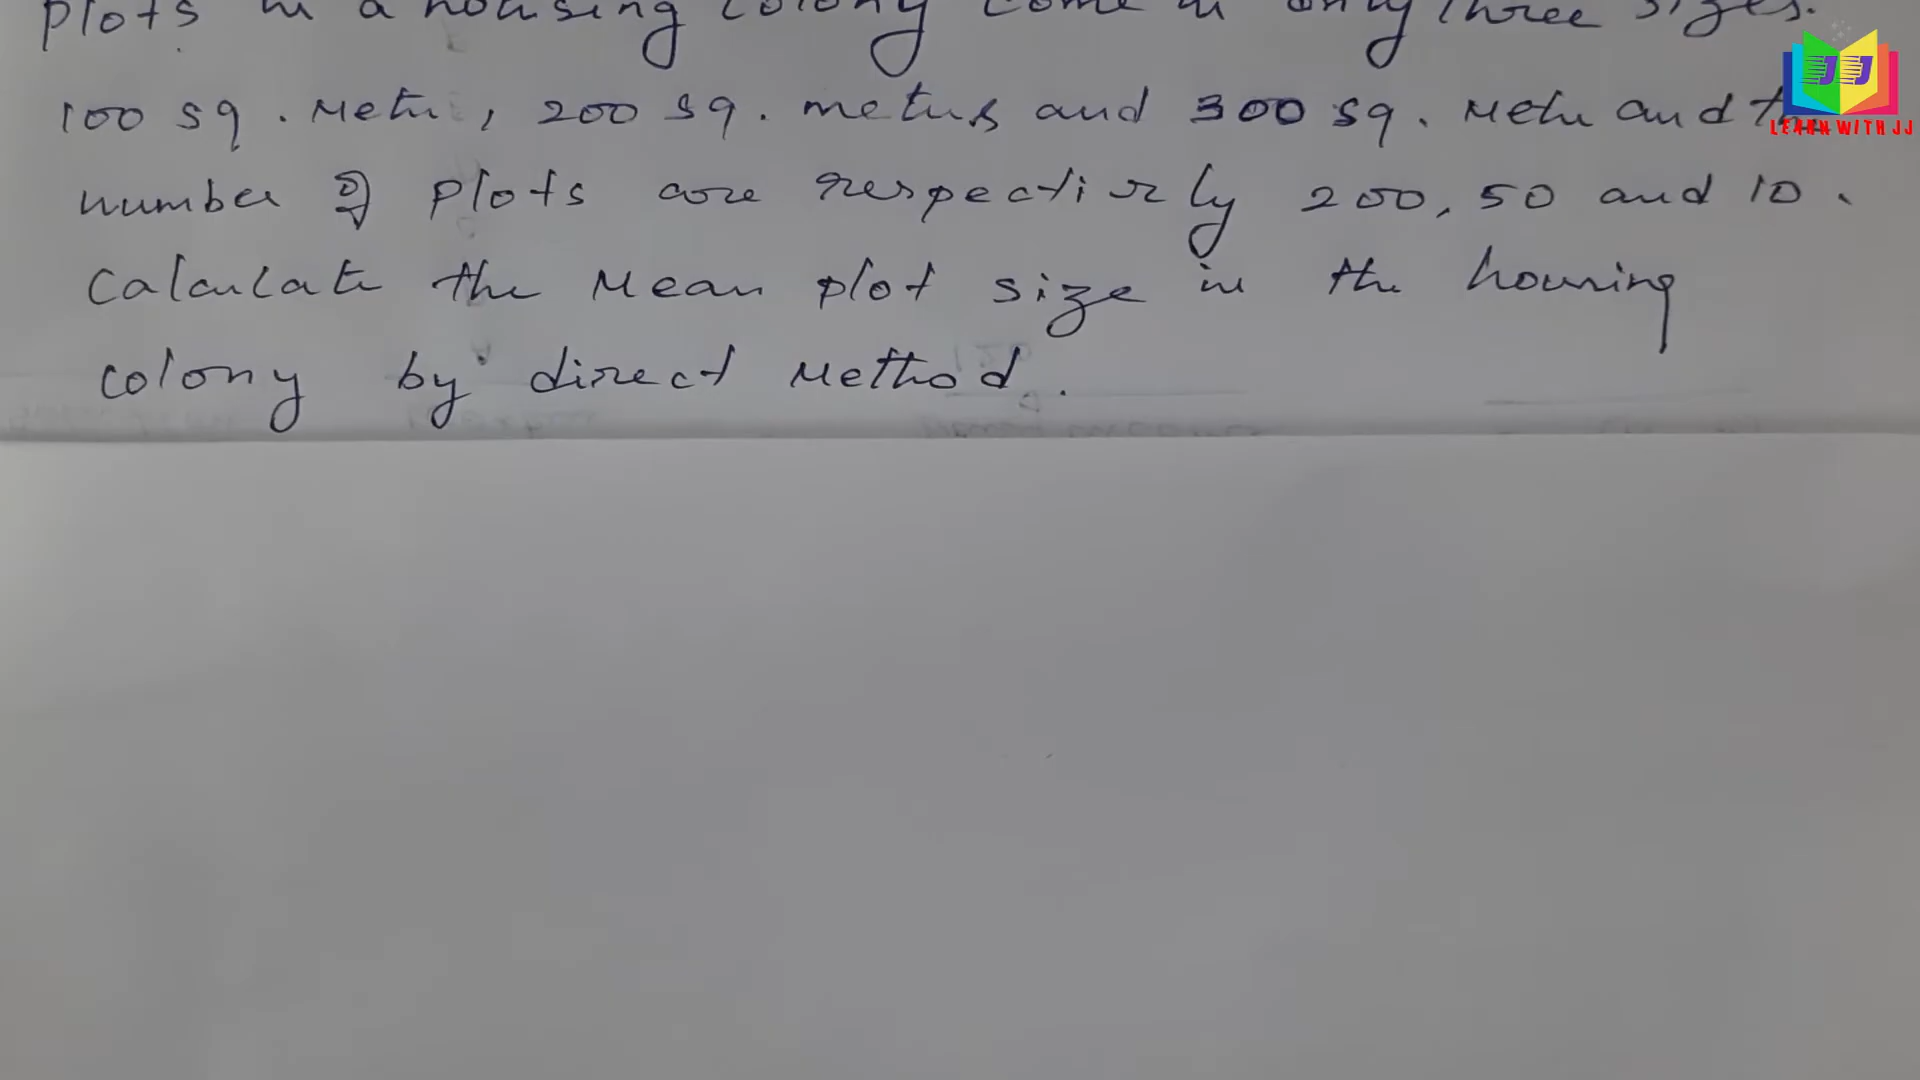 plots in a housing colony come in only three sizes.
100 sq. Metre, 200 sq. metres and 300 sq. Metre and the
JJ
LEARN WITH JJ
number of plots are respectively 200, 50 and 10.
Calculate the Mean plot size in the housing
colony by direct Method.